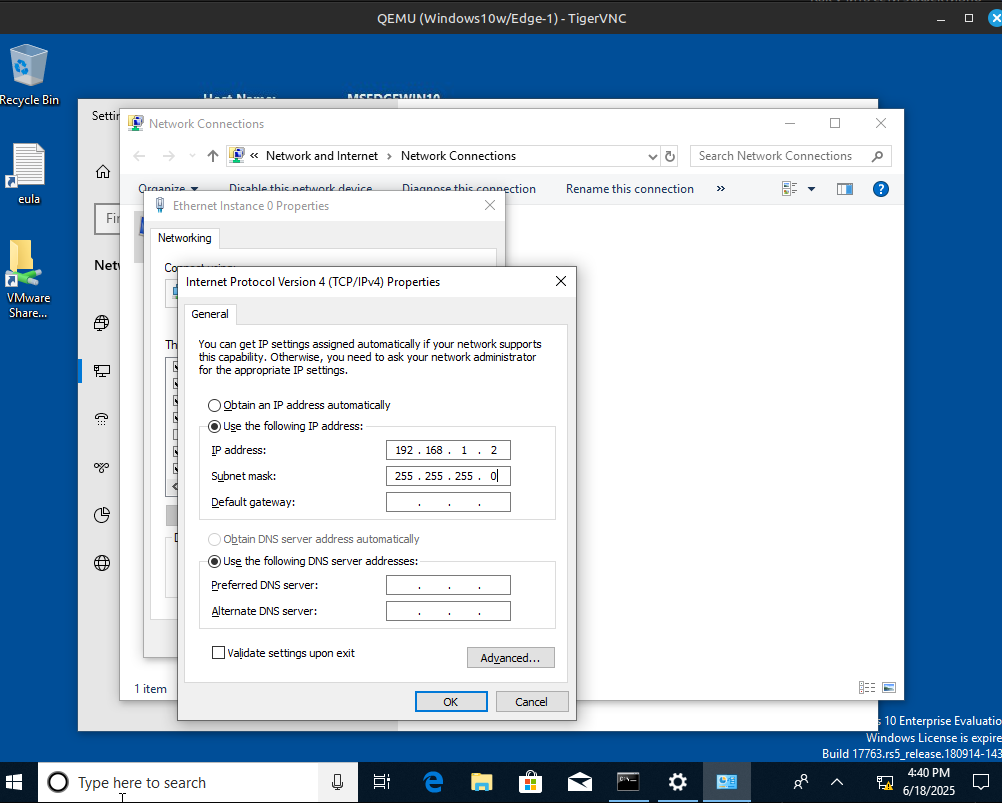 QEMU (Windows10w/Edge-1) - TigerVNC
Recycle Bin
eula
VMware
Share...
Host Name: MSEDGEWIN10
Network Connections
« Network and Internet > Network Connections
Search Network Connections
Organize Disable this network device Diagnose this connection Rename this connection »
Ethernet Instance 0 Properties
Networking
Connect using:
Internet Protocol Version 4 (TCP/IPv4) Properties
General
You can get IP settings assigned automatically if your network supports
this capability. Otherwise, you need to ask your network administrator
for the appropriate IP settings.
Obtain an IP address automatically
Use the following IP address:
IP address: 192 . 168 . 1 . 2
Subnet mask: 255 . 255 . 255 . 0
Default gateway: . . .
Obtain DNS server address automatically
Use the following DNS server addresses:
Preferred DNS server: . . .
Alternate DNS server: . . .
Validate settings upon exit
Advanced...
OK Cancel
1 item
10 Enterprise Evaluatio
Windows License is expire
Build 17763.rs5_release.180914-143
Type here to search
4:40 PM
6/18/2025